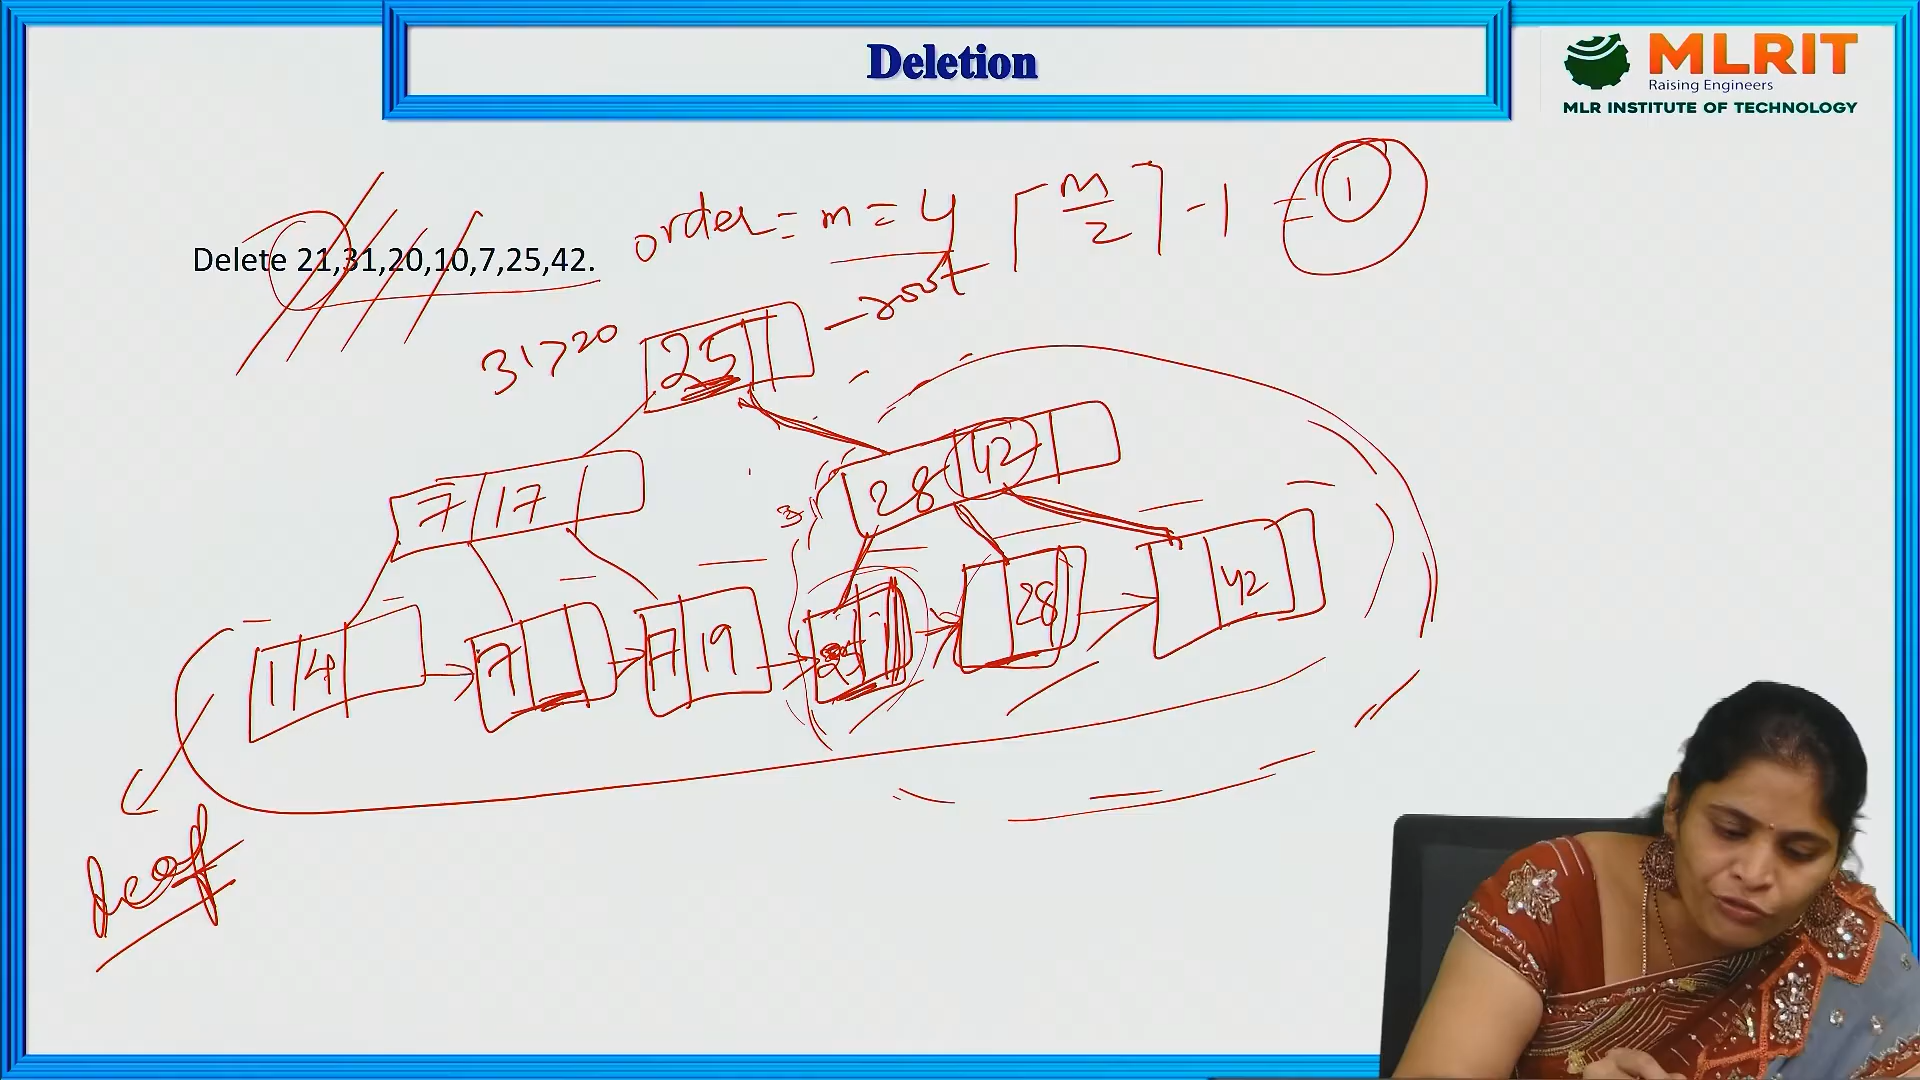 Deletion
MLRIT
Raising Engineers
MLR INSTITUTE OF TECHNOLOGY
order = m = 4 ⌈m/2⌉ - 1 = 1
Delete 21,31,20,10,7,25,42.
31>20
25
root
28 42
7 17
1 4
7
7 19
25
28
42
leaf